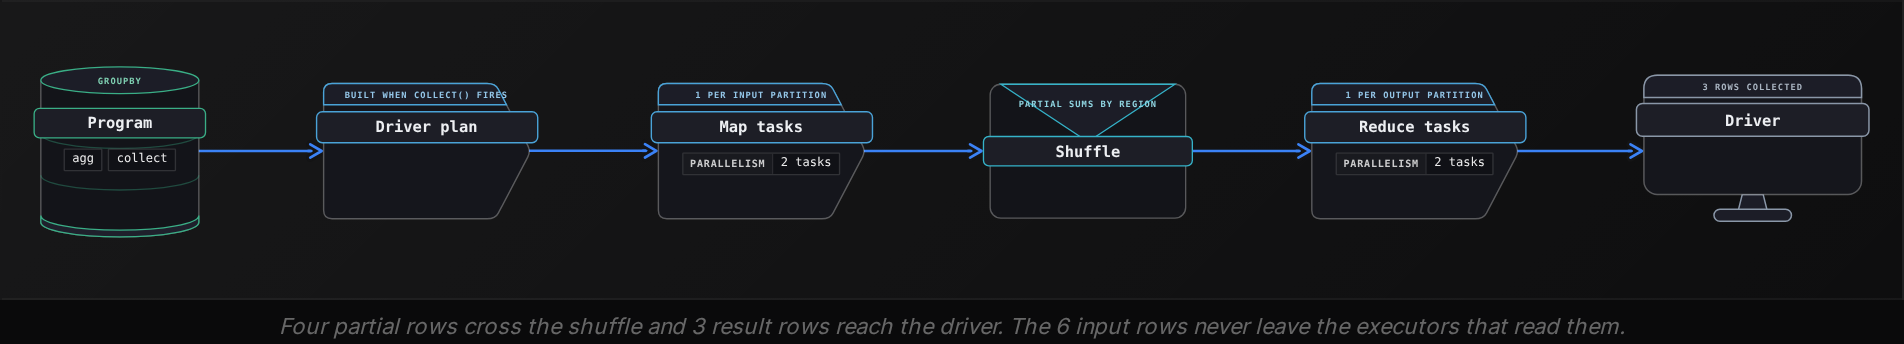 GROUPBY
Program
agg
collect
BUILT WHEN COLLECT() FIRES
Driver plan
1 PER INPUT PARTITION
Map tasks
PARALLELISM 2 tasks
PARTIAL SUMS BY REGION
Shuffle
1 PER OUTPUT PARTITION
Reduce tasks
PARALLELISM 2 tasks
3 ROWS COLLECTED
Driver
Four partial rows cross the shuffle and 3 result rows reach the driver. The 6 input rows never leave the executors that read them.